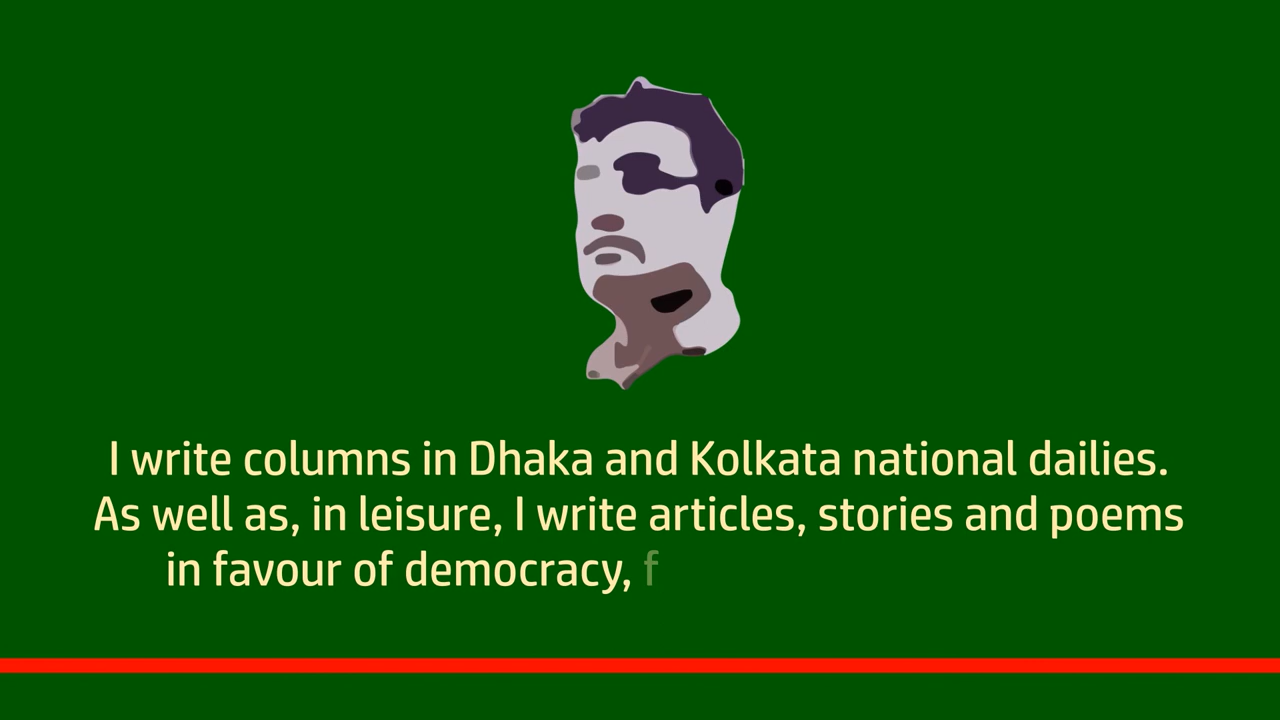 I write columns in Dhaka and Kolkata national dailies.
As well as, in leisure, I write articles, stories and poems
in favour of democracy, f